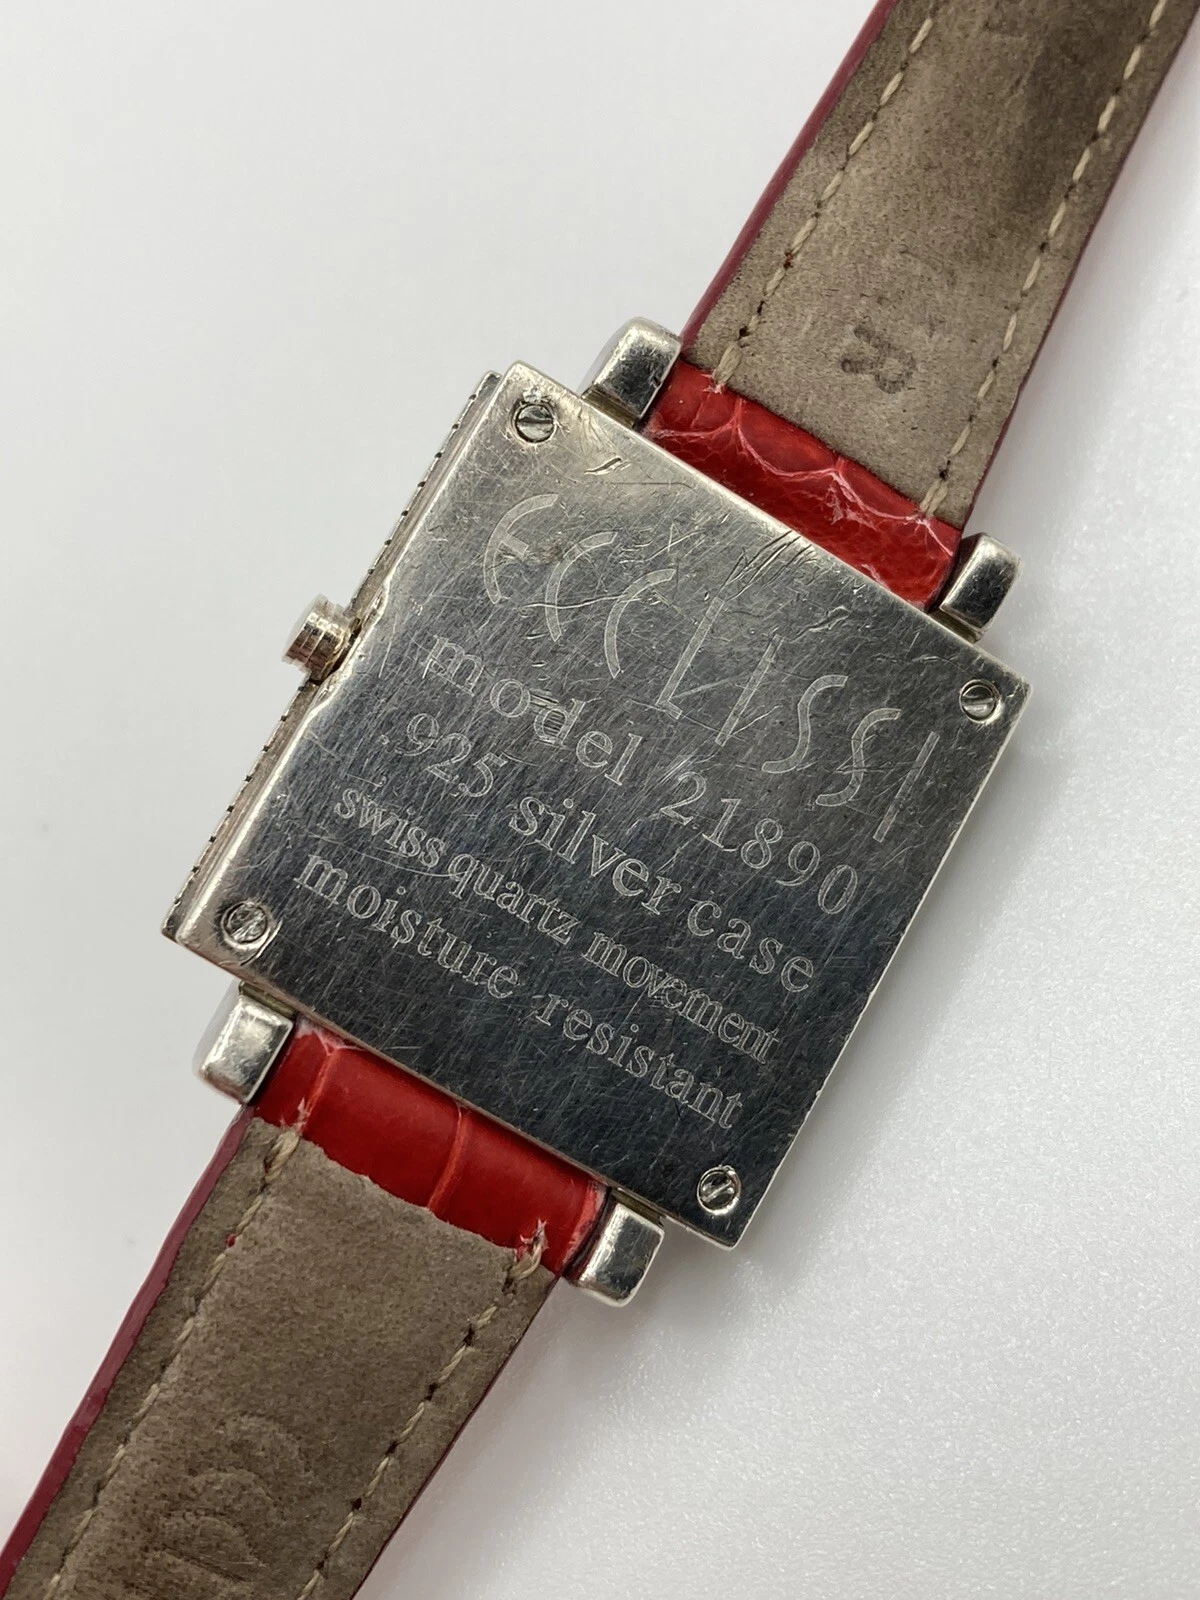 ECCLISSI
model 21890
.925 silver case
swiss quartz movement
moisture resistant
R